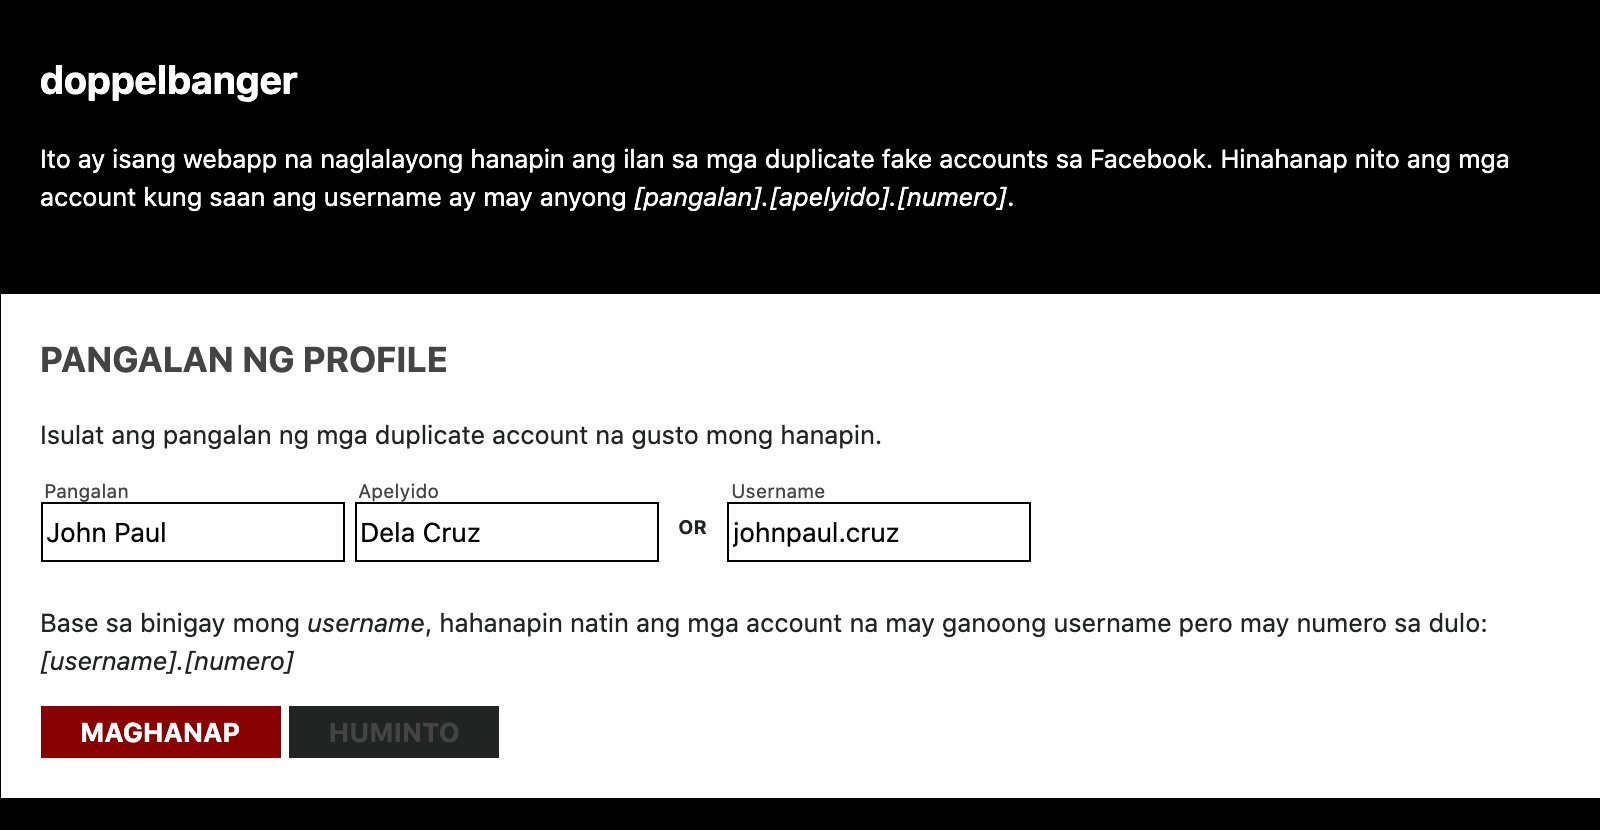 doppelbanger
Ito ay isang webapp na naglalayong hanapin ang ilan sa mga duplicate fake accounts sa Facebook. Hinahanap nito ang mga
account kung saan ang username ay may anyong [pangalan].[apelyido].[numero].
PANGALAN NG PROFILE
Isulat ang pangalan ng mga duplicate account na gusto mong hanapin.
Pangalan Apelyido Username
John Paul Dela Cruz OR johnpaul.cruz
Base sa binigay mong username, hahanapin natin ang mga account na may ganoong username pero may numero sa dulo:
[username].[numero]
MAGHANAP HUMINTO